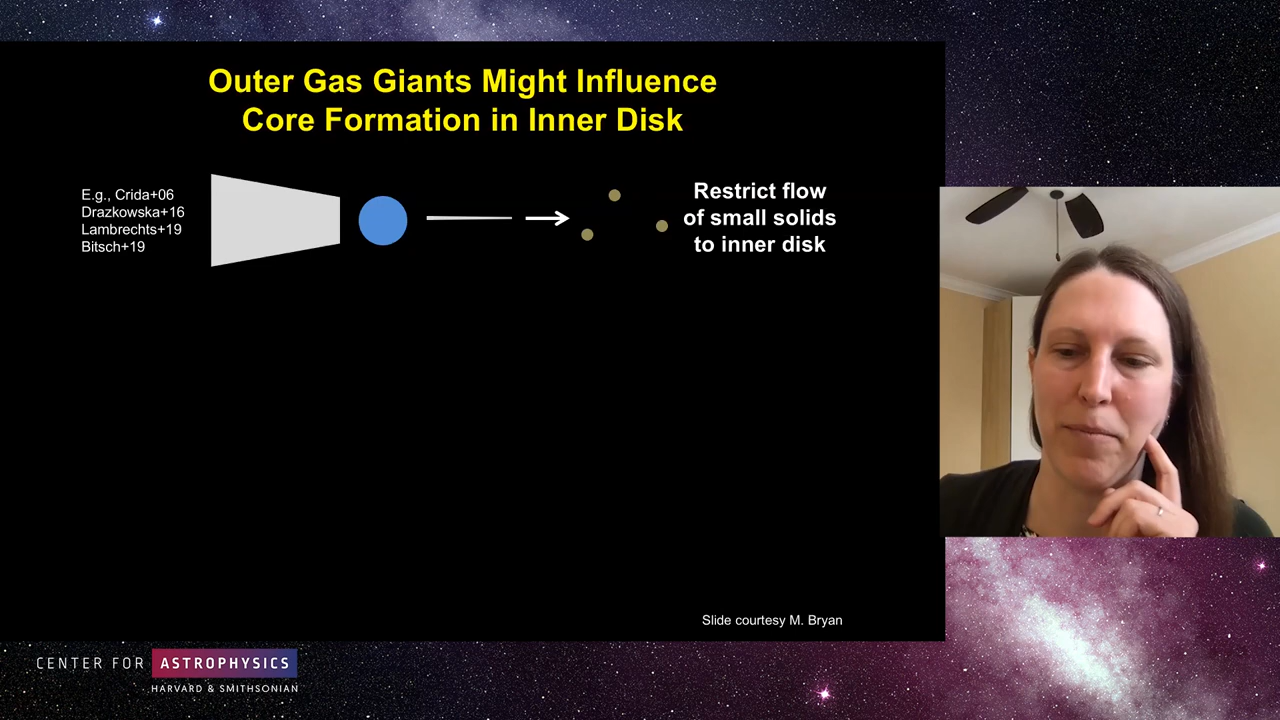 Outer Gas Giants Might Influence
Core Formation in Inner Disk
E.g., Crida+06
Drazkowska+16
Lambrechts+19
Bitsch+19
Restrict flow
of small solids
to inner disk
Slide courtesy M. Bryan
CENTER FOR ASTROPHYSICS
HARVARD & SMITHSONIAN